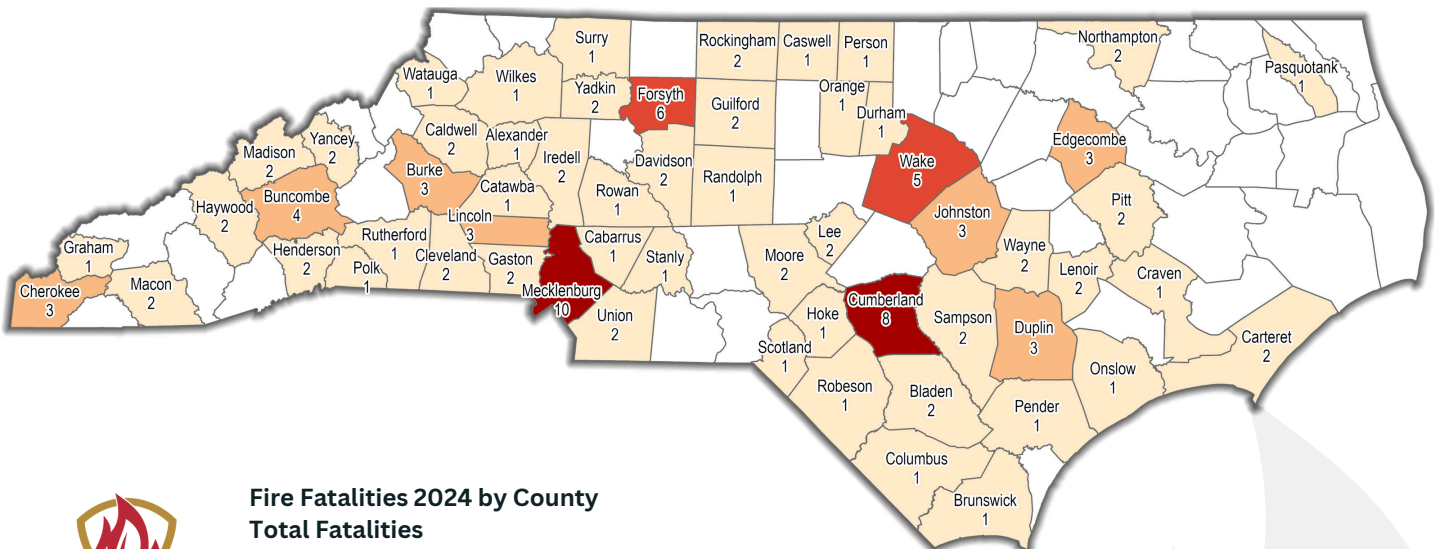 Surry
1
Rockingham
2
Caswell
1
Person
1
Northampton
2
Pasquotank
1
Watauga
1
Wilkes
1
Yadkin
2
Forsyth
6
Guilford
2
Orange
1
Durham
1
Edgecombe
3
Madison
2
Yancey
2
Caldwell
2
Alexander
1
Iredell
2
Davidson
2
Randolph
1
Wake
5
Burke
3
Catawba
1
Rowan
1
Johnston
3
Pitt
2
Haywood
2
Buncombe
4
Lincoln
3
Graham
1
Henderson
2
Rutherford
1
Polk
1
Cleveland
2
Gaston
2
Cabarrus
1
Stanly
1
Moore
2
Lee
2
Wayne
2
Lenoir
2
Craven
1
Cherokee
3
Macon
2
Mecklenburg
10
Union
2
Hoke
1
Cumberland
8
Sampson
2
Duplin
3
Carteret
2
Scotland
1
Robeson
1
Bladen
2
Onslow
1
Pender
1
Columbus
1
Brunswick
1
Fire Fatalities 2024 by County
Total Fatalities